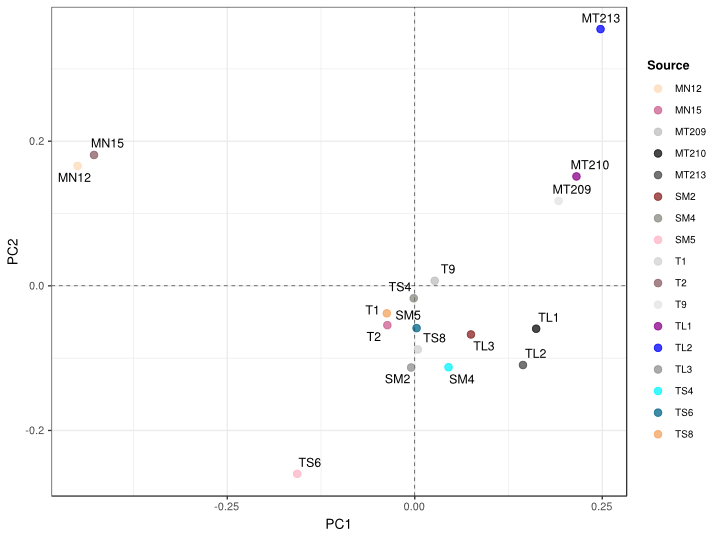 MT213
MN15
MN12
MT210
MT209
T9
TS4
T1
SM5
T2
TS8
TL3
TL1
TL2
SM2
SM4
TS6
0.2
0.0
-0.2
PC2
-0.25
0.00
0.25
PC1
Source
MN12
MN15
MT209
MT210
MT213
SM2
SM4
SM5
T1
T2
T9
TL1
TL2
TL3
TS4
TS6
TS8